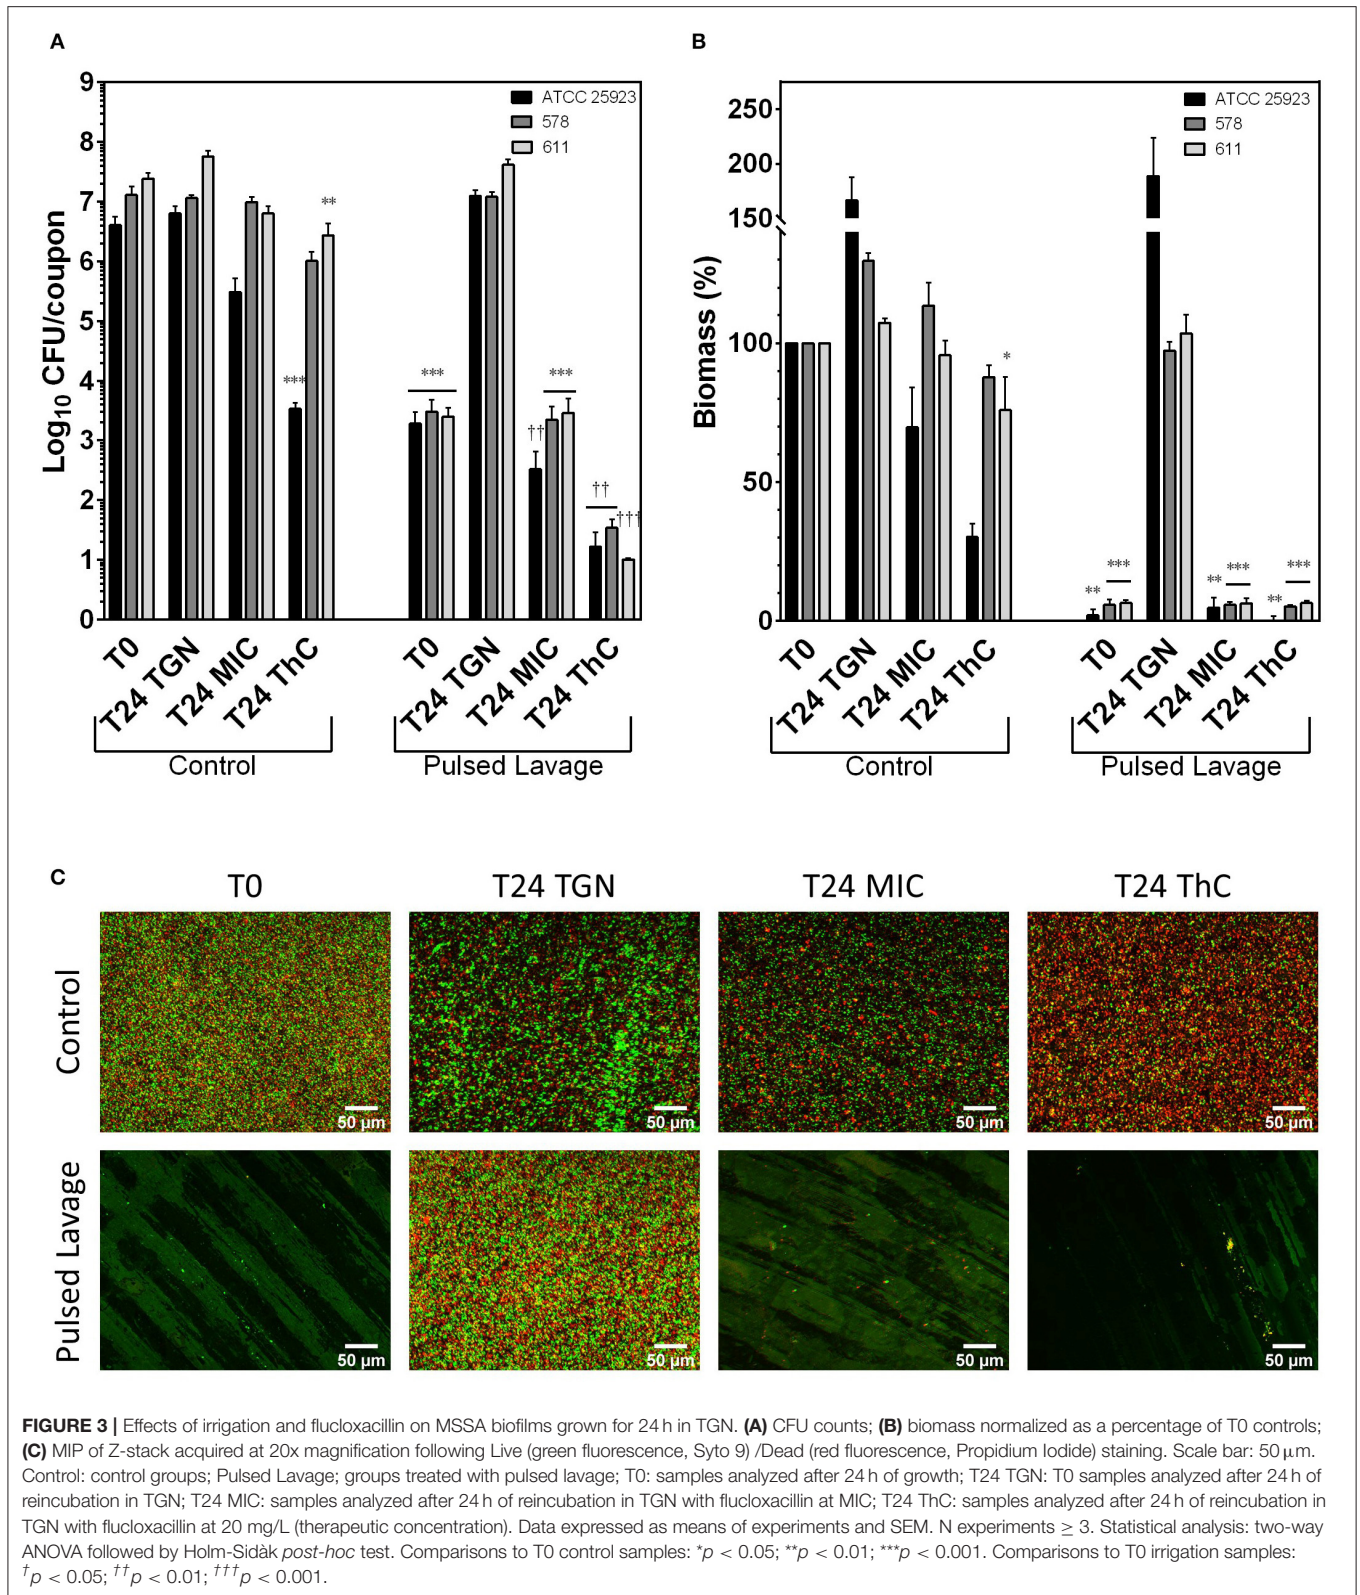 A
B
9
8
7
6
5
4
3
2
1
0
Log10 CFU/coupon
ATCC 25923
578
611
***
**
***
††
***
††
†††
T0
T24 TGN
T24 MIC
T24 ThC
T0
T24 TGN
T24 MIC
T24 ThC
Control
Pulsed Lavage
250
200
150
100
50
0
Biomass (%)
ATCC 25923
578
611
*
**
***
**
***
**
***
T0
T24 TGN
T24 MIC
T24 ThC
T0
T24 TGN
T24 MIC
T24 ThC
Control
Pulsed Lavage
C
T0
T24 TGN
T24 MIC
T24 ThC
Control
50 µm
50 µm
50 µm
50 µm
Pulsed Lavage
50 µm
50 µm
50 µm
50 µm
FIGURE 3 | Effects of irrigation and flucloxacillin on MSSA biofilms grown for 24 h in TGN. (A) CFU counts; (B) biomass normalized as a percentage of T0 controls;
(C) MIP of Z-stack acquired at 20x magnification following Live (green fluorescence, Syto 9) /Dead (red fluorescence, Propidium Iodide) staining. Scale bar: 50 µm.
Control: control groups; Pulsed Lavage; groups treated with pulsed lavage; T0: samples analyzed after 24 h of growth; T24 TGN: T0 samples analyzed after 24 h of
reincubation in TGN; T24 MIC: samples analyzed after 24 h of reincubation in TGN with flucloxacillin at MIC; T24 ThC: samples analyzed after 24 h of reincubation in
TGN with flucloxacillin at 20 mg/L (therapeutic concentration). Data expressed as means of experiments and SEM. N experiments ≥ 3. Statistical analysis: two-way
ANOVA followed by Holm-Sidàk post-hoc test. Comparisons to T0 control samples: *p < 0.05; **p < 0.01; ***p < 0.001. Comparisons to T0 irrigation samples:
†p < 0.05; ††p < 0.01; †††p < 0.001.